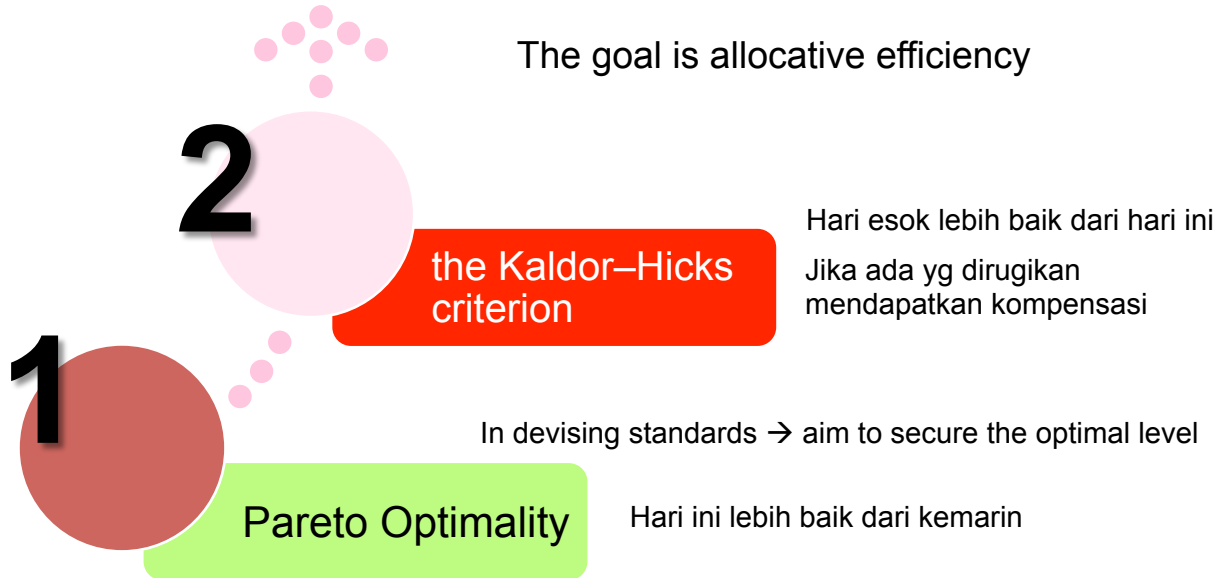 The goal is allocative efficiency
2
the Kaldor–Hicks
criterion
Hari esok lebih baik dari hari ini
Jika ada yg dirugikan
mendapatkan kompensasi
1
In devising standards → aim to secure the optimal level
Pareto Optimality
Hari ini lebih baik dari kemarin